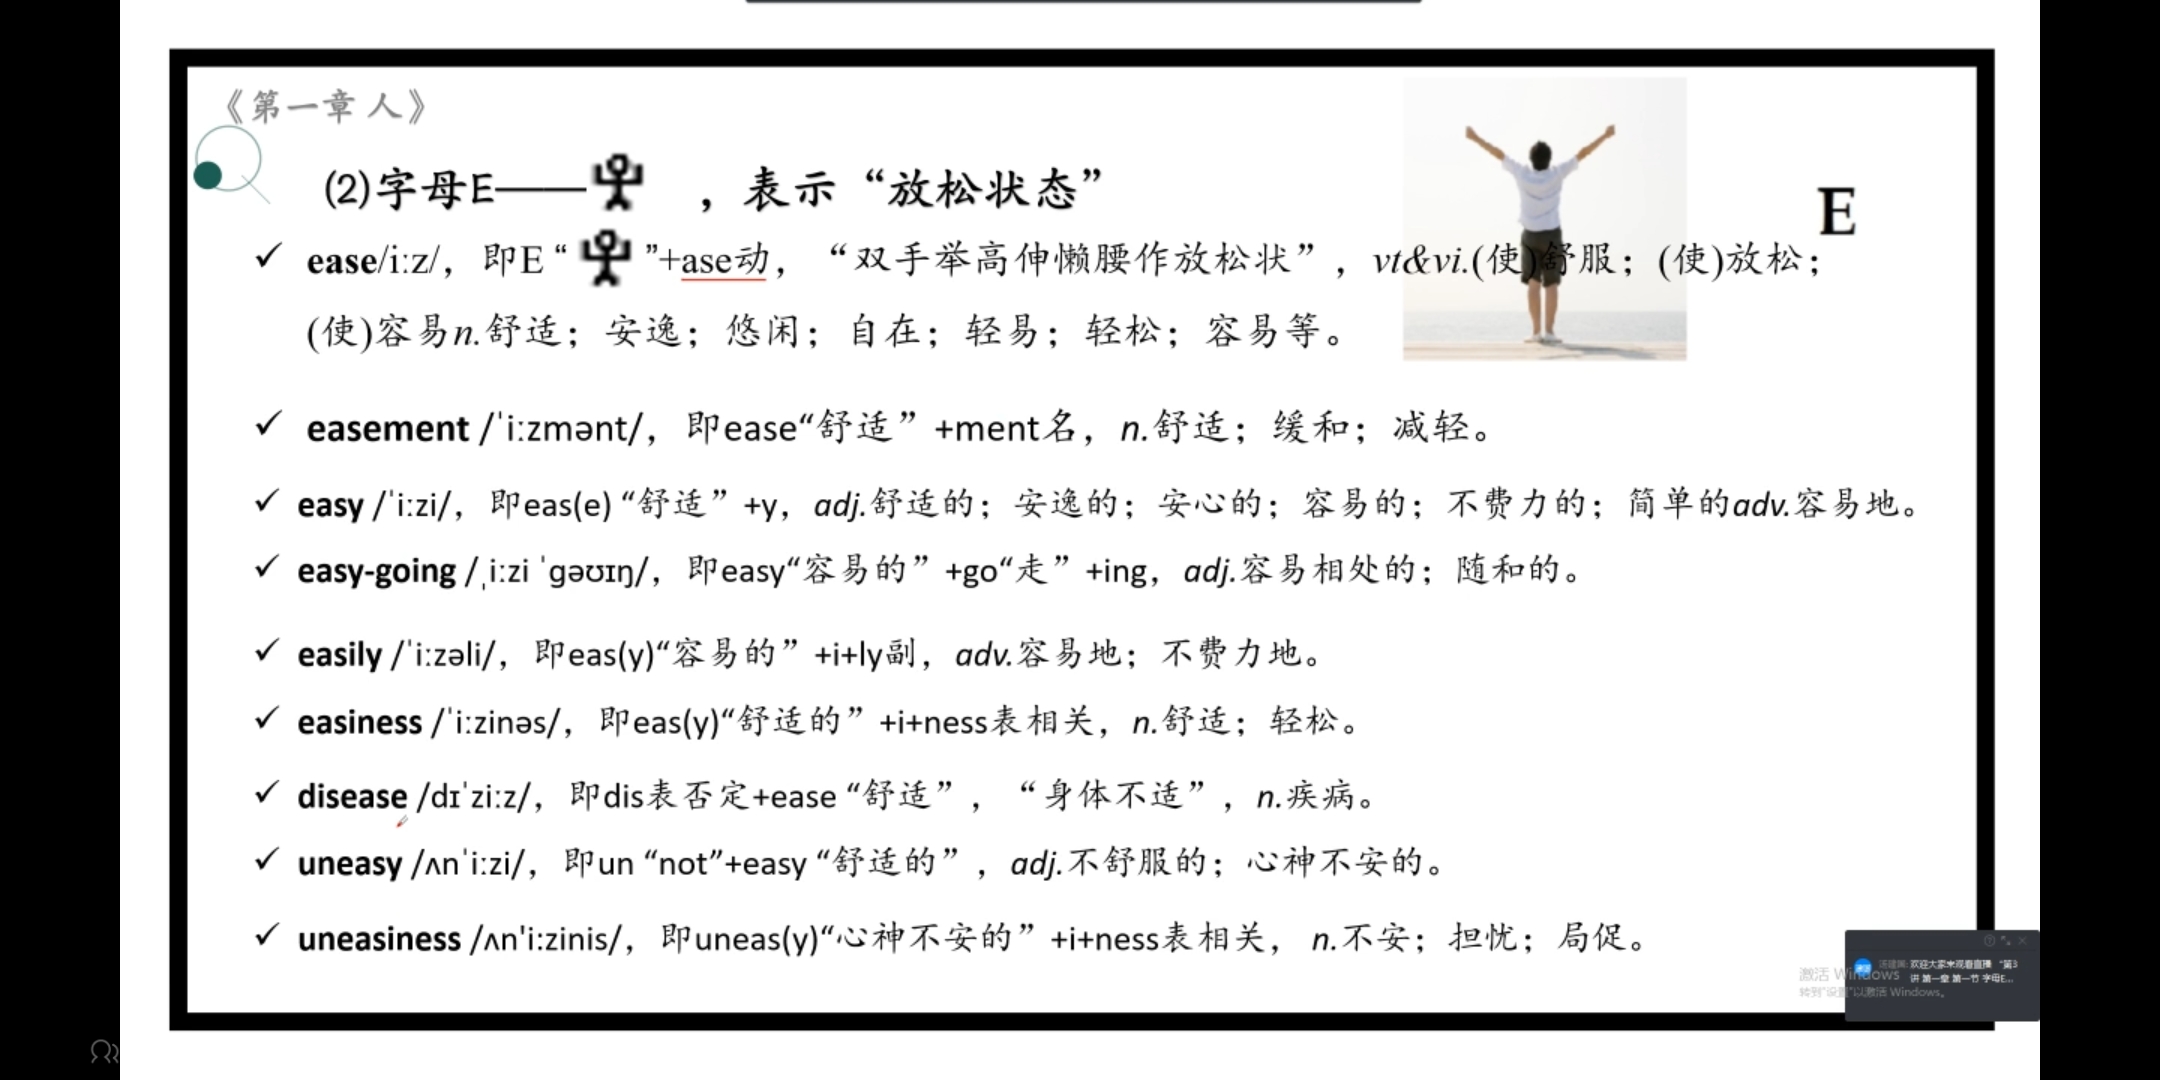 《第一章 人》
(2)字母E—— ，表示“放松状态”
E
ease/i:z/，即E“ ”+ase动，“双手举高伸懒腰作放松状”，vt&vi.(使)舒服；(使)放松；
(使)容易n.舒适；安逸；悠闲；自在；轻易；轻松；容易等。
easement /ˈi:zmənt/，即ease“舒适”+ment名，n.舒适；缓和；减轻。
easy /ˈi:zi/，即eas(e) “舒适”+y，adj.舒适的；安逸的；安心的；容易的；不费力的；简单的adv.容易地。
easy-going /ˌi:zi ˈgəʊɪŋ/，即easy“容易的”+go“走”+ing，adj.容易相处的；随和的。
easily /ˈi:zəli/，即eas(y)“容易的”+i+ly副，adv.容易地；不费力地。
easiness /ˈi:zinəs/，即eas(y)“舒适的”+i+ness表相关，n.舒适；轻松。
disease /dɪˈzi:z/，即dis表否定+ease “舒适”，“身体不适”，n.疾病。
uneasy /ʌnˈi:zi/，即un “not”+easy “舒适的”，adj.不舒服的；心神不安的。
uneasiness /ʌn'i:zinis/，即uneas(y)“心神不安的”+i+ness表相关，n.不安；担忧；局促。
激活 Windows
转到“设置”以激活 Windows。
欢迎大家来观看直播 “第3
讲 第一章 第一节 字母E...